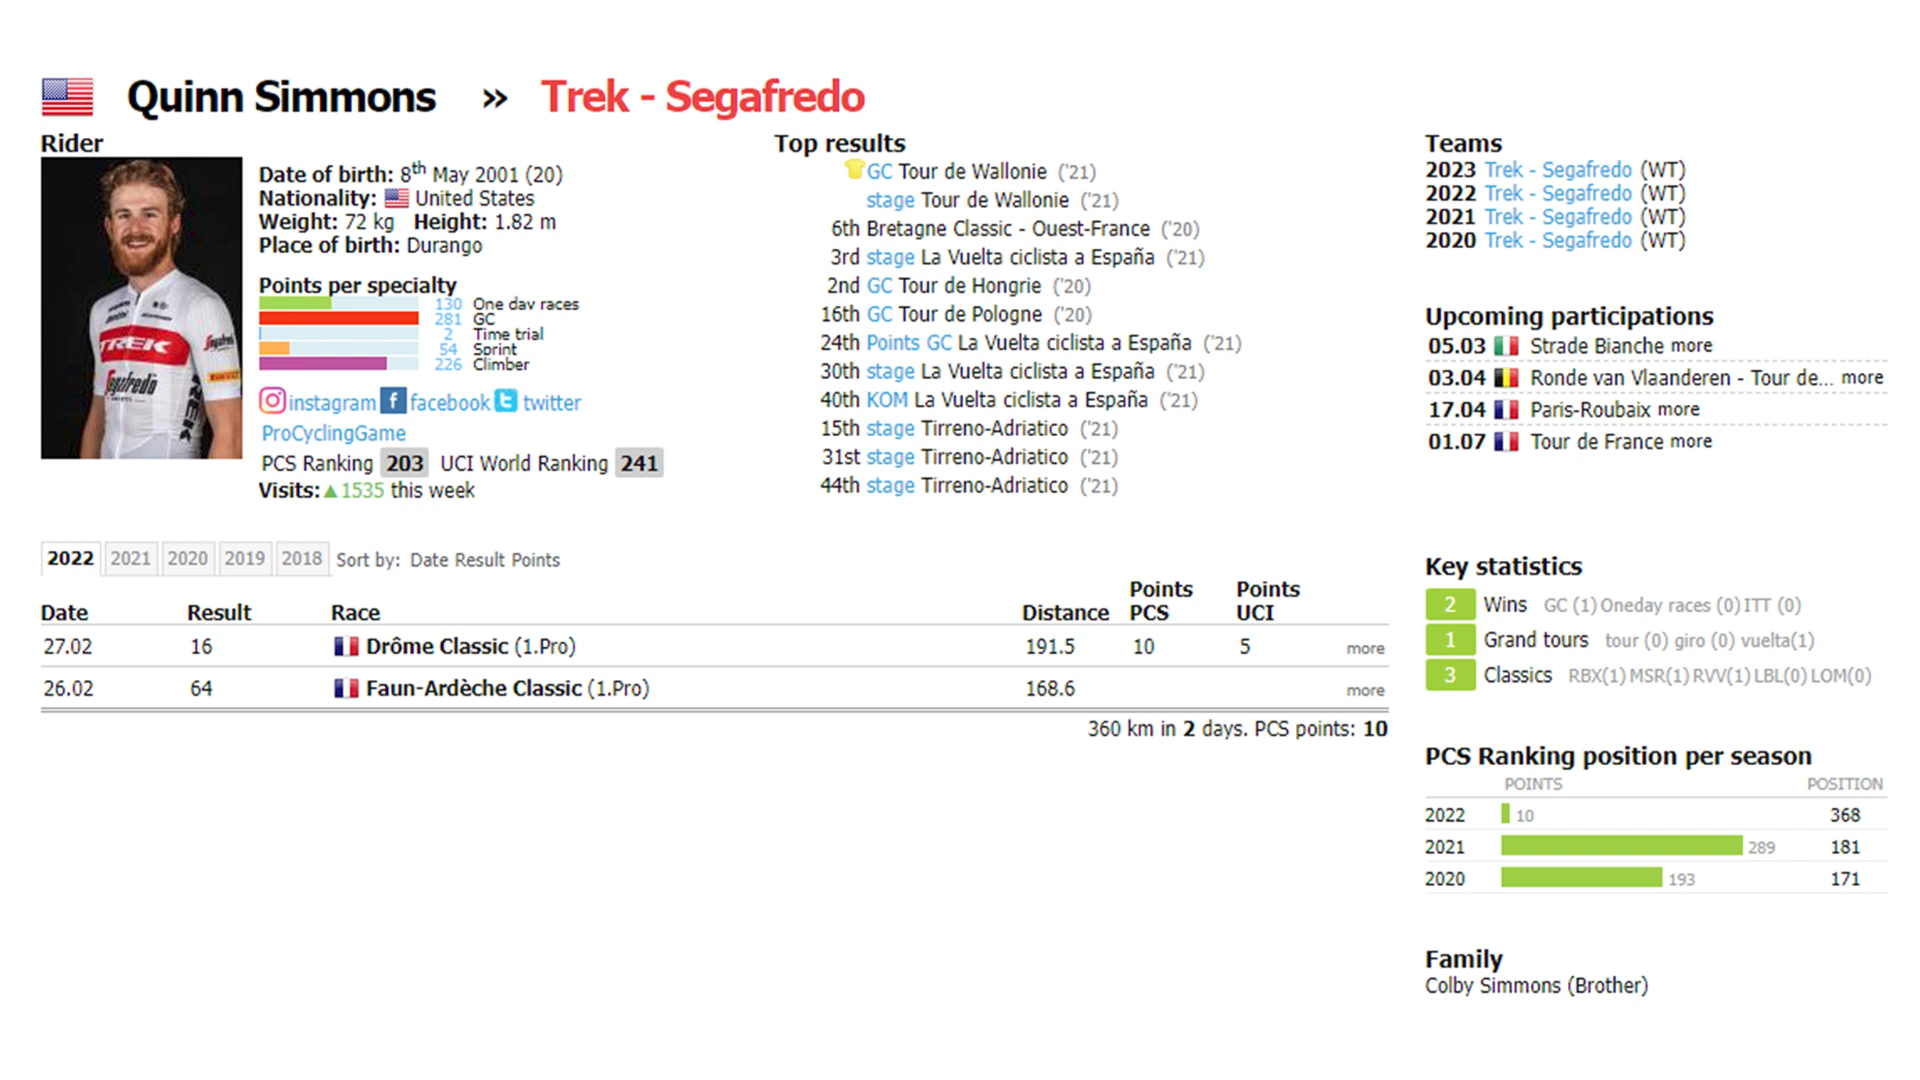 Quinn Simmons » Trek - Segafredo
Rider
Date of birth: 8th May 2001 (20)
Nationality: United States
Weight: 72 kg Height: 1.82 m
Place of birth: Durango
Points per specialty
130 One day races
281 GC
2 Time trial
54 Sprint
226 Climber
instagram facebook twitter
ProCyclingGame
PCS Ranking 203 UCI World Ranking 241
Visits: ▲1535 this week
TREK
Segafredo
TREK
Segafredo
PIRELLI
Top results
GC Tour de Wallonie ('21)
stage Tour de Wallonie ('21)
6th Bretagne Classic - Ouest-France ('20)
3rd stage La Vuelta ciclista a España ('21)
2nd GC Tour de Hongrie ('20)
16th GC Tour de Pologne ('20)
24th Points GC La Vuelta ciclista a España ('21)
30th stage La Vuelta ciclista a España ('21)
40th KOM La Vuelta ciclista a España ('21)
15th stage Tirreno-Adriatico ('21)
31st stage Tirreno-Adriatico ('21)
44th stage Tirreno-Adriatico ('21)
Teams
2023 Trek - Segafredo (WT)
2022 Trek - Segafredo (WT)
2021 Trek - Segafredo (WT)
2020 Trek - Segafredo (WT)
Upcoming participations
05.03 Strade Bianche more
03.04 Ronde van Vlaanderen - Tour de... more
17.04 Paris-Roubaix more
01.07 Tour de France more
2022 2021 2020 2019 2018 Sort by: Date Result Points
Date Result Race Distance Points PCS Points UCI
27.02 16 Drôme Classic (1.Pro) 191.5 10 5 more
26.02 64 Faun-Ardèche Classic (1.Pro) 168.6 more
360 km in 2 days. PCS points: 10
Key statistics
2 Wins GC (1) Oneday races (0) ITT (0)
1 Grand tours tour (0) giro (0) vuelta(1)
3 Classics RBX(1) MSR(1) RVV(1) LBL(0) LOM(0)
PCS Ranking position per season
POINTS POSITION
2022 10 368
2021 289 181
2020 193 171
Family
Colby Simmons (Brother)